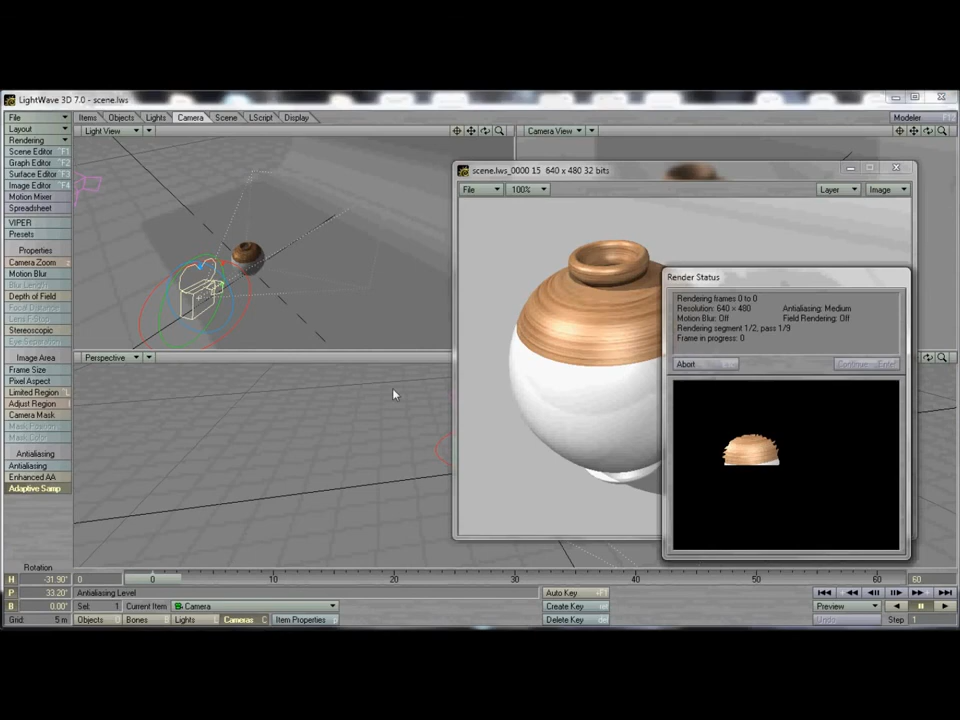 LightWave 3D 7.0 - scene.lws
File Items Objects Lights Camera Scene LScript Display Modeler F12
Layout Light View Camera View
Rendering
Scene Editor F1
Graph Editor F2
Surface Editor F3
Image Editor F4
Motion Mixer
Spreadsheet
VIPER
Presets
Properties
Camera Zoom
Motion Blur
Blur Length
Depth of Field
Focal Distance
Lens F-Stop
Stereoscopic
Eye Separation
Image Area
Frame Size
Pixel Aspect
Limited Region
Adjust Region
Camera Mask
Mask Position
Mask Color
Antialiasing
Antialiasing
Enhanced AA
Adaptive Samp
scene.lws_0000 15 640 x 480 32 bits
File 100% Layer Image
Render Status
Rendering frames 0 to 0
Resolution: 640 x 480 Antialiasing: Medium
Motion Blur: Off Field Rendering: Off
Rendering segment 1/2, pass 1/9
Frame in progress: 0
Abort Continue
Perspective
Rotation
H -31.90° 0 0 10 20 30 40 50 60 60
P 33.20° Antialiasing Level Auto Key
B 0.00° Sel: 1 Current Item Camera Create Key Preview
Grid: 5 m Objects Bones Lights Cameras Item Properties Delete Key Undo Step 1